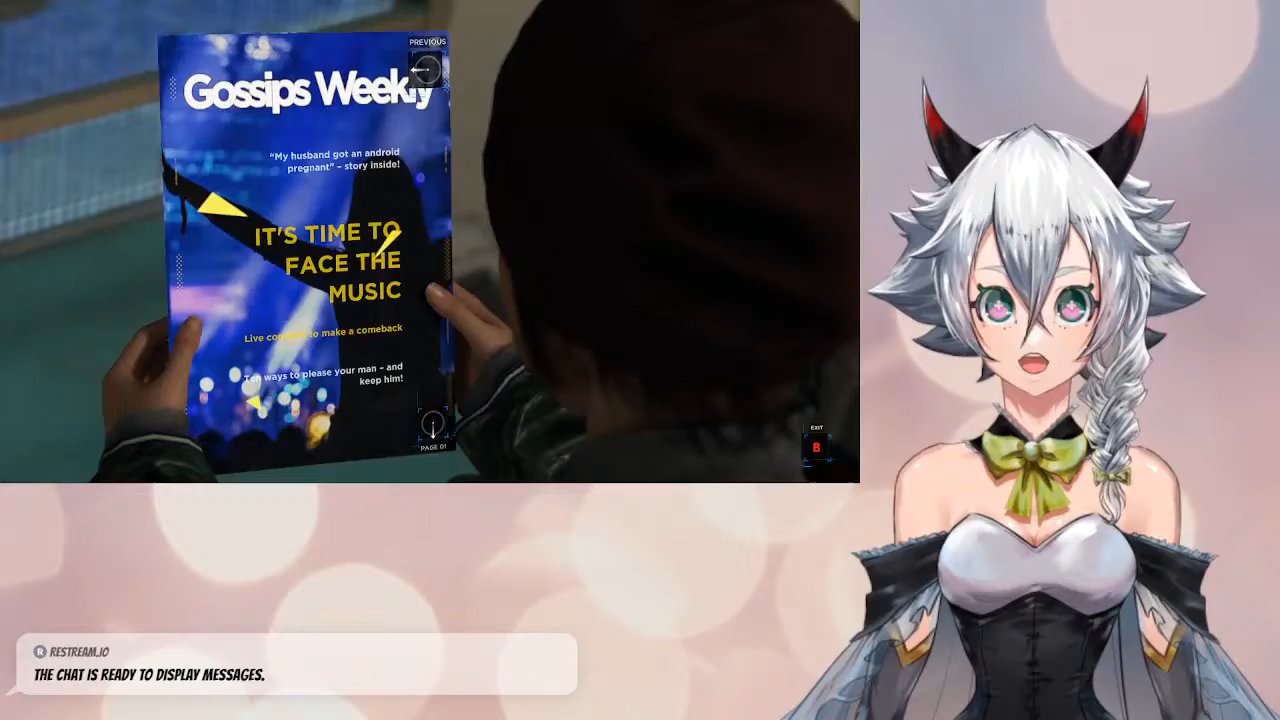 PREVIOUS
Gossips Weekly
"My husband got an android
pregnant" – story inside!
IT'S TIME TO
FACE THE
MUSIC
Live to make a comeback
Ten ways to please your man – and
keep him!
PAGE 01
EXIT
B
R RESTREAM.IO
THE CHAT IS READY TO DISPLAY MESSAGES.